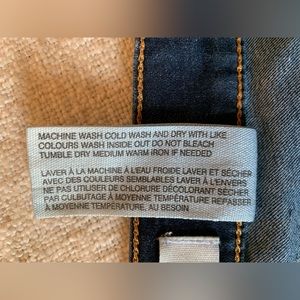 MACHINE WASH COLD WASH AND DRY WITH LIKE
COLOURS WASH INSIDE OUT DO NOT BLEACH
TUMBLE DRY MEDIUM WARM IRON IF NEEDED
LAVER À LA MACHINE À L'EAU FROIDE LAVER ET SÉCHER
AVEC DES COULEURS SEMBLABLES LAVER À L'ENVERS
NE PAS UTILISER DE CHLORURE DÉCOLORANT SÉCHER
PAR CULBUTAGE À MOYENNE TEMPÉRATURE REPASSER
À MOYENNE TEMPÉRATURE, AU BESOIN